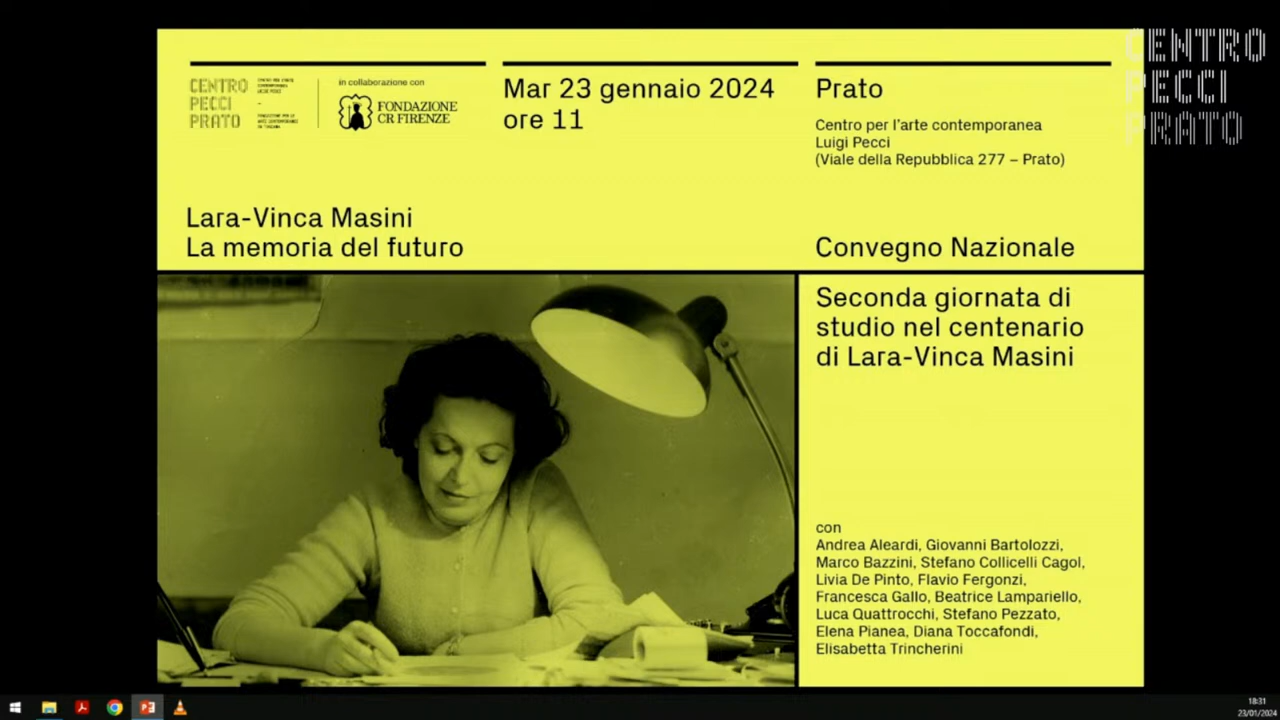 CENTRO
PECCI
PRATO
in collaborazione con
FONDAZIONE
CR FIRENZE
Mar 23 gennaio 2024
ore 11
Prato
Centro per l'arte contemporanea
Luigi Pecci
(Viale della Repubblica 277 – Prato)
CENTRO
PECCI
PRATO
Lara-Vinca Masini
La memoria del futuro
Convegno Nazionale
Seconda giornata di
studio nel centenario
di Lara-Vinca Masini
con
Andrea Aleardi, Giovanni Bartolozzi,
Marco Bazzini, Stefano Collicelli Cagol,
Livia De Pinto, Flavio Fergonzi,
Francesca Gallo, Beatrice Lampariello,
Luca Quattrocchi, Stefano Pezzato,
Elena Pianea, Diana Toccafondi,
Elisabetta Trincherini
18:31
23/01/2024